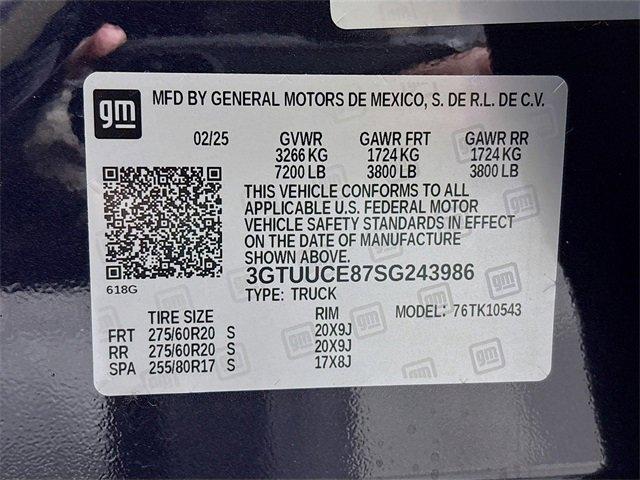 gm MFD BY GENERAL MOTORS DE MEXICO, S. DE R.L. DE C.V.
02/25 GVWR GAWR FRT GAWR RR
3266 KG 1724 KG 1724 KG
7200 LB 3800 LB 3800 LB
THIS VEHICLE CONFORMS TO ALL
APPLICABLE U.S. FEDERAL MOTOR
VEHICLE SAFETY STANDARDS IN EFFECT
ON THE DATE OF MANUFACTURE
SHOWN ABOVE.
3GTUUCE87SG243986
618G
TYPE: TRUCK MODEL: 76TK10543
TIRE SIZE RIM
FRT 275/60R20 S 20X9J
RR 275/60R20 S 20X9J
SPA 255/80R17 S 17X8J